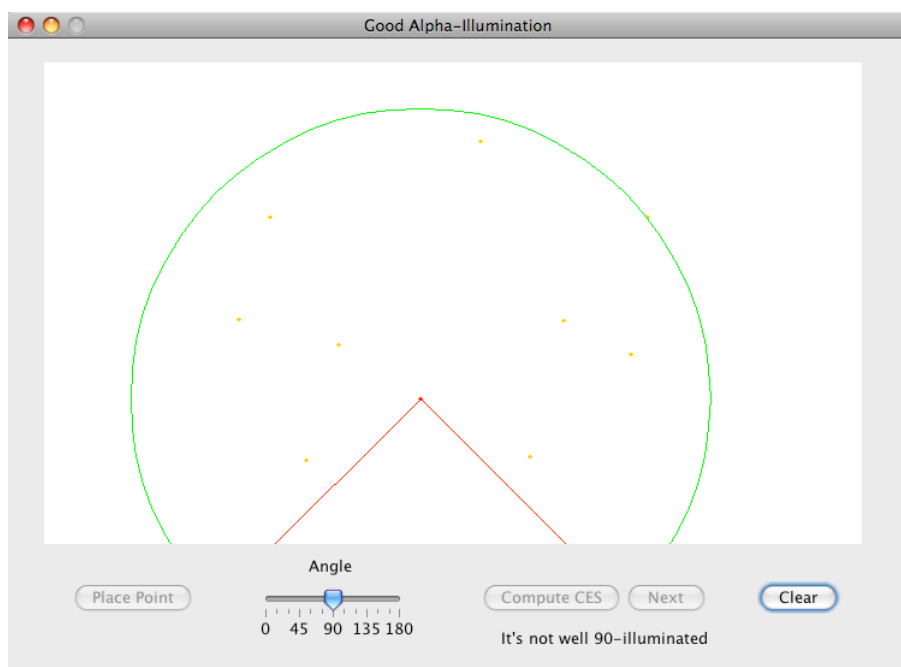 Good Alpha-Illumination
Angle
Place Point
Compute CES
Next
Clear
0 45 90 135 180
It's not well 90-illuminated